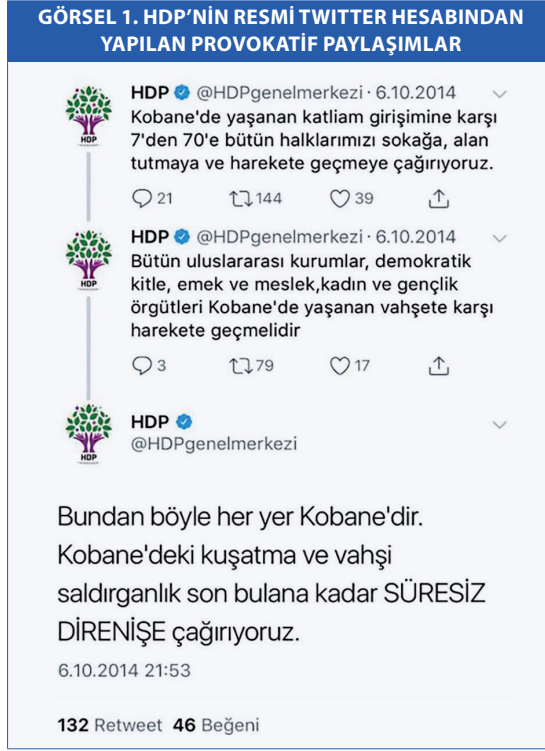 GÖRSEL 1. HDP’NİN RESMİ TWITTER HESABINDAN
YAPILAN PROVOKATİF PAYLAŞIMLAR
HDP @HDPgenelmerkezi · 6.10.2014
Kobane'de yaşanan katliam girişimine karşı
7'den 70'e bütün halklarımızı sokağa, alan
tutmaya ve harekete geçmeye çağırıyoruz.
HDP
21 144 39
HDP @HDPgenelmerkezi · 6.10.2014
Bütün uluslararası kurumlar, demokratik
kitle, emek ve meslek,kadın ve gençlik
örgütleri Kobane'de yaşanan vahşete karşı
harekete geçmelidir
HDP
3 79 17
HDP
@HDPgenelmerkezi
HDP
Bundan böyle her yer Kobane'dir.
Kobane'deki kuşatma ve vahşi
saldırganlık son bulana kadar SÜRESİZ
DİRENİŞE çağırıyoruz.
6.10.2014 21:53
132 Retweet 46 Beğeni